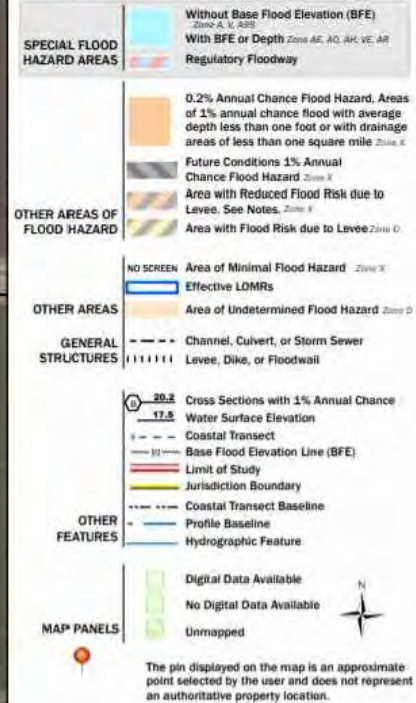 SPECIAL FLOOD
HAZARD AREAS
Without Base Flood Elevation (BFE)
Zone A, V, A99
With BFE or Depth Zone AE, AO, AH, VE, AR
Regulatory Floodway
OTHER AREAS OF
FLOOD HAZARD
0.2% Annual Chance Flood Hazard, Areas
of 1% annual chance flood with average
depth less than one foot or with drainage
areas of less than one square mile Zone X
Future Conditions 1% Annual
Chance Flood Hazard Zone X
Area with Reduced Flood Risk due to
Levee. See Notes. Zone X
Area with Flood Risk due to Levee Zone D
OTHER AREAS
NO SCREEN Area of Minimal Flood Hazard Zone X
Effective LOMRs
Area of Undetermined Flood Hazard Zone D
GENERAL
STRUCTURES
Channel, Culvert, or Storm Sewer
Levee, Dike, or Floodwall
OTHER
FEATURES
B 20.2 Cross Sections with 1% Annual Chance
17.5 Water Surface Elevation
Coastal Transect
Base Flood Elevation Line (BFE)
Limit of Study
Jurisdiction Boundary
Coastal Transect Baseline
Profile Baseline
Hydrographic Feature
MAP PANELS
Digital Data Available
No Digital Data Available
Unmapped
N
The pin displayed on the map is an approximate
point selected by the user and does not represent
an authoritative property location.